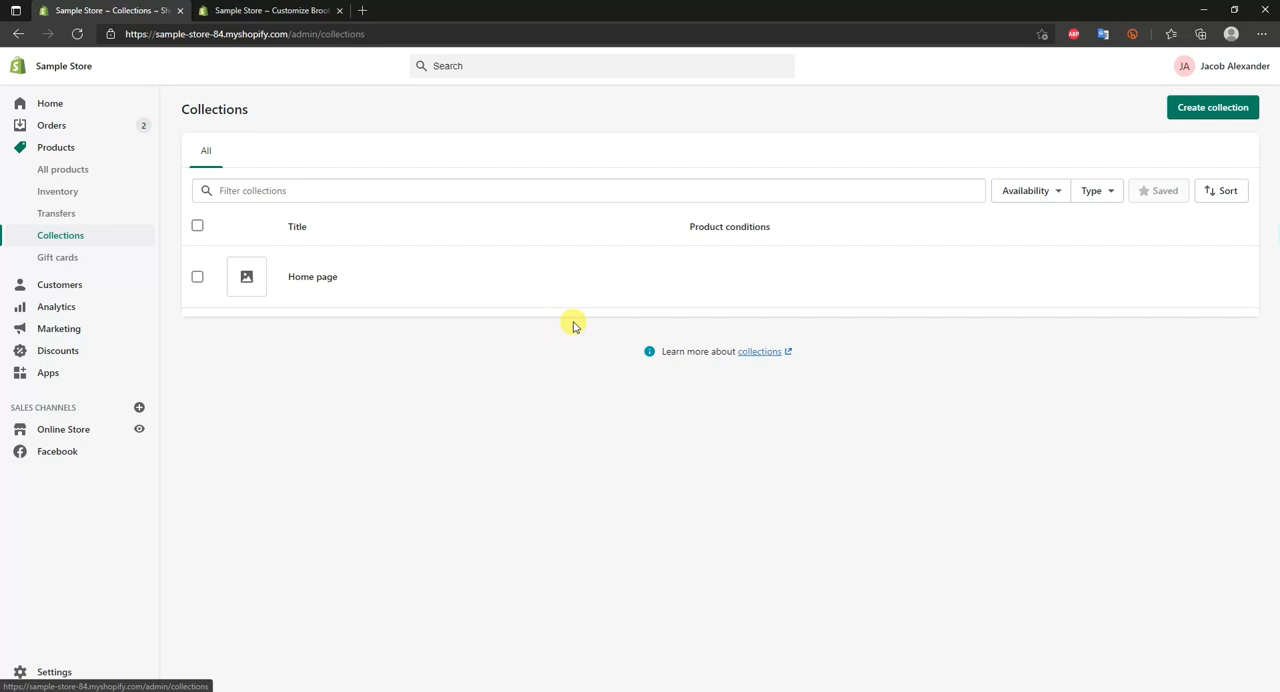 Sample Store ~ Collections ~ Sh
Sample Store ~ Customize Broo
https://sample-store-84.myshopify.com/admin/collections
ABP
Sample Store
Search
JA Jacob Alexander
Home
Orders 2
Products
All products
Inventory
Transfers
Collections
Gift cards
Customers
Analytics
Marketing
Discounts
Apps
SALES CHANNELS
Online Store
Facebook
Settings
Collections
Create collection
All
Filter collections
Availability
Type
Saved
Sort
Title Product conditions
Home page
Learn more about collections
https://sample-store-84.myshopify.com/admin/collections